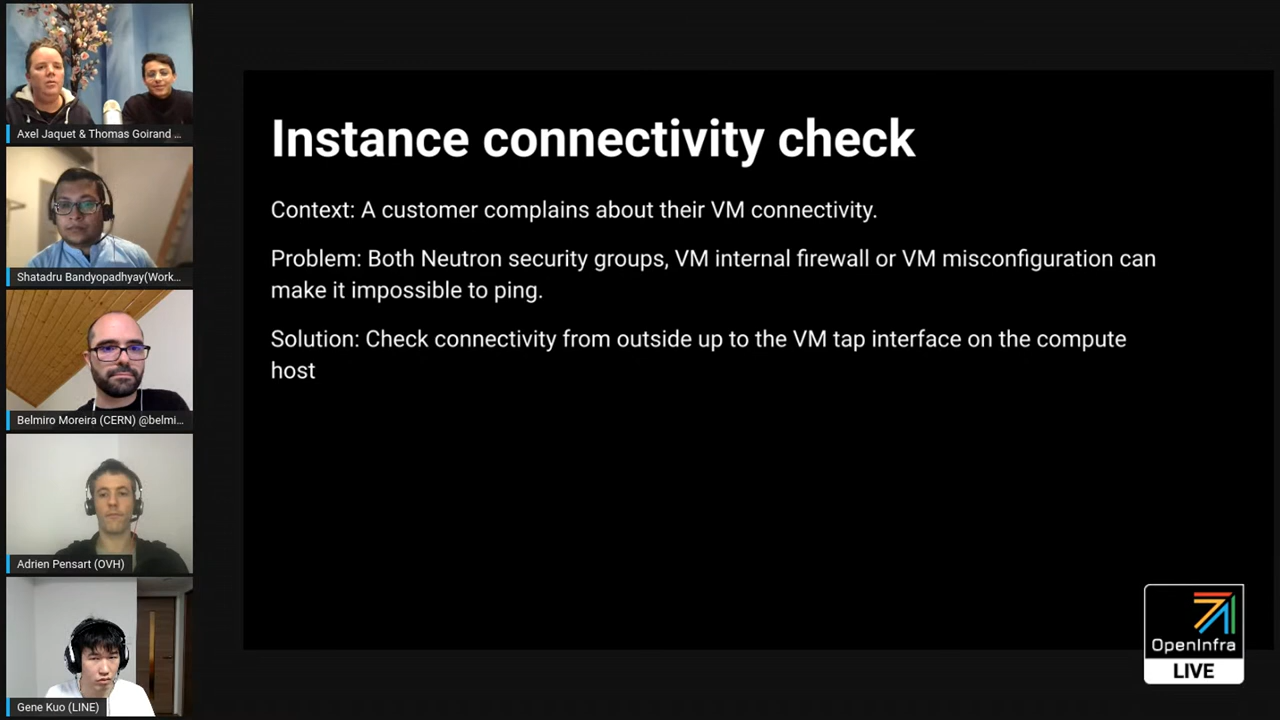 Axel Jaquet & Thomas Goirand ...
Shatadru Bandyopadhyay(Work...
Belmiro Moreira (CERN) @belmi...
Adrien Pensart (OVH)
Gene Kuo (LINE)
Instance connectivity check
Context: A customer complains about their VM connectivity.
Problem: Both Neutron security groups, VM internal firewall or VM misconfiguration can
make it impossible to ping.
Solution: Check connectivity from outside up to the VM tap interface on the compute
host
OpenInfra
LIVE